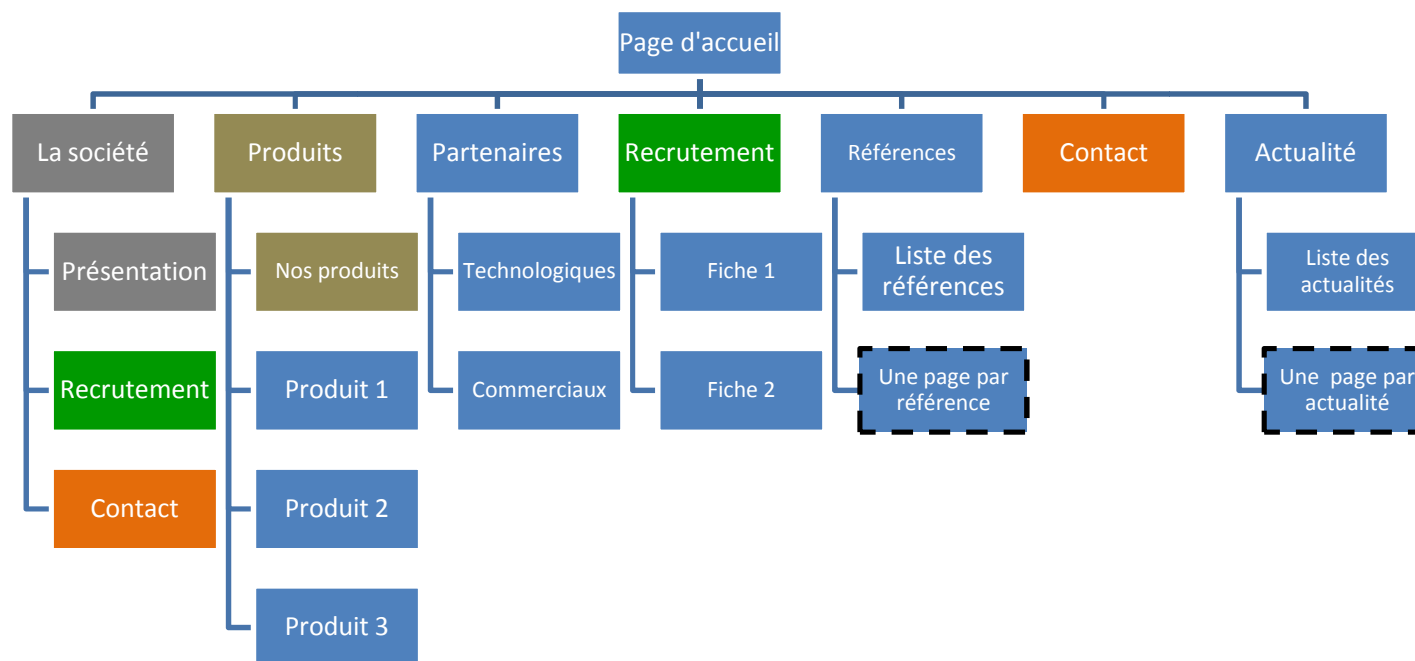 Page d'accueil
La société
Produits
Partenaires
Recrutement
Références
Contact
Actualité
Présentation
Nos produits
Technologiques
Fiche 1
Liste des
références
Liste des
actualités
Recrutement
Produit 1
Commerciaux
Fiche 2
Une page par
référence
Une  page par
actualité
Contact
Produit 2
Produit 3